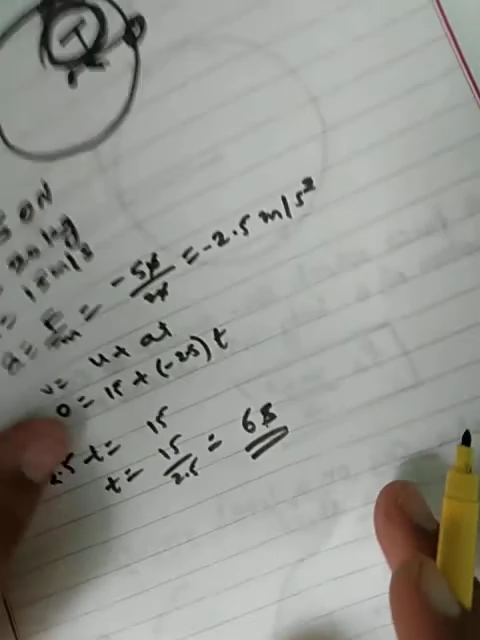 50N
= 20kg
= 15m/s
a = F/m = -50/20 = -2.5 m/s²
v = u + at
0 = 15 + (-2.5) t
2.5 t = 15
t = 15/2.5 = 6s